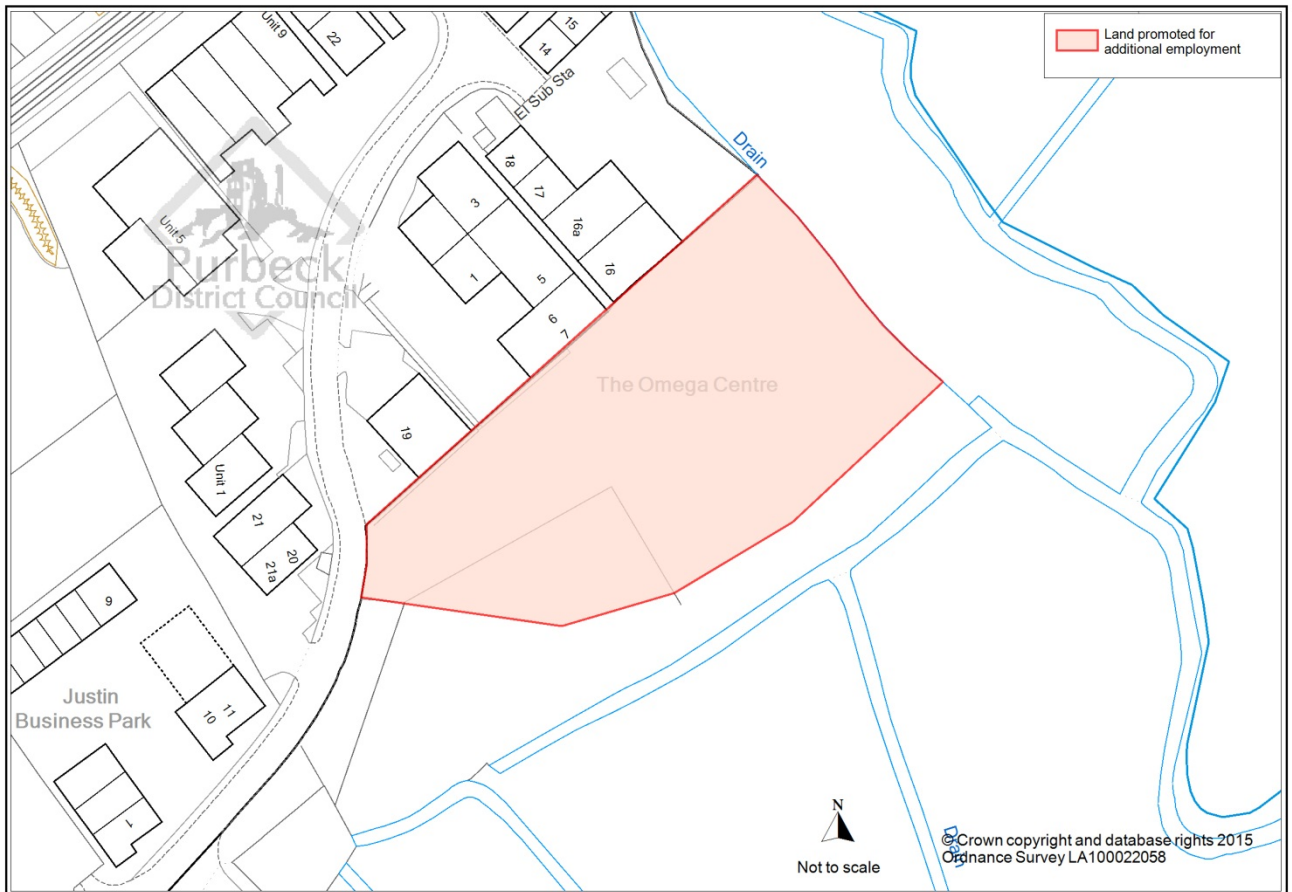 Land promoted for
additional employment
Unit 9
22
15
14
El Sub Sta
Drain
18
17
16a
16
3
1
5
6
7
Unit 5
Purbeck
District Council
The Omega Centre
19
Unit 1
21
20
21a
9
Justin
Business Park
11
10
1
N
Not to scale
Drain
© Crown copyright and database rights 2015
Ordnance Survey LA100022058